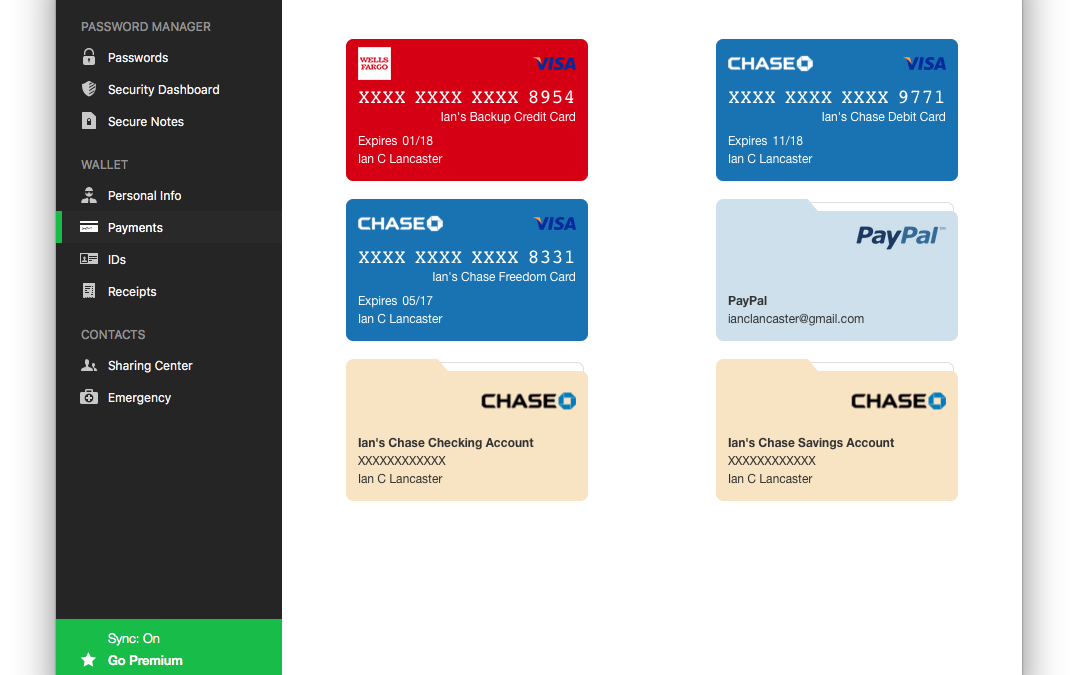 PASSWORD MANAGER
Passwords
Security Dashboard
Secure Notes
WALLET
Personal Info
Payments
IDs
Receipts
CONTACTS
Sharing Center
Emergency
Sync: On
Go Premium
WELLS
FARGO
VISA
XXXX XXXX XXXX 8954
Ian's Backup Credit Card
Expires 01/18
Ian C Lancaster
CHASE
VISA
XXXX XXXX XXXX 9771
Ian's Chase Debit Card
Expires 11/18
Ian C Lancaster
CHASE
VISA
XXXX XXXX XXXX 8331
Ian's Chase Freedom Card
Expires 05/17
Ian C Lancaster
PayPal™
PayPal
ianclancaster@gmail.com
CHASE
Ian's Chase Checking Account
XXXXXXXXXXXX
Ian C Lancaster
CHASE
Ian's Chase Savings Account
XXXXXXXXXXXX
Ian C Lancaster